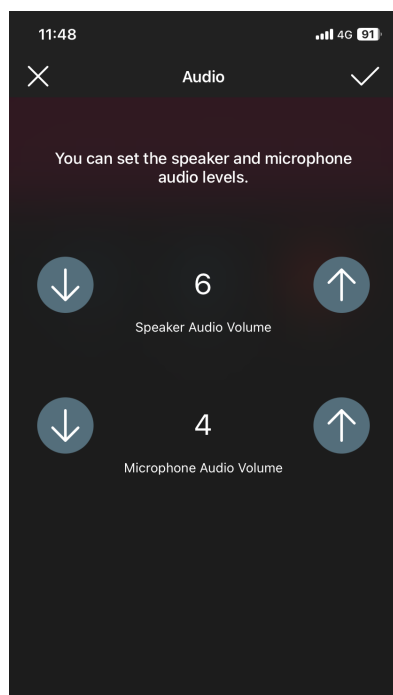 11:48
4G 91
Audio
You can set the speaker and microphone
audio levels.
6
Speaker Audio Volume
4
Microphone Audio Volume